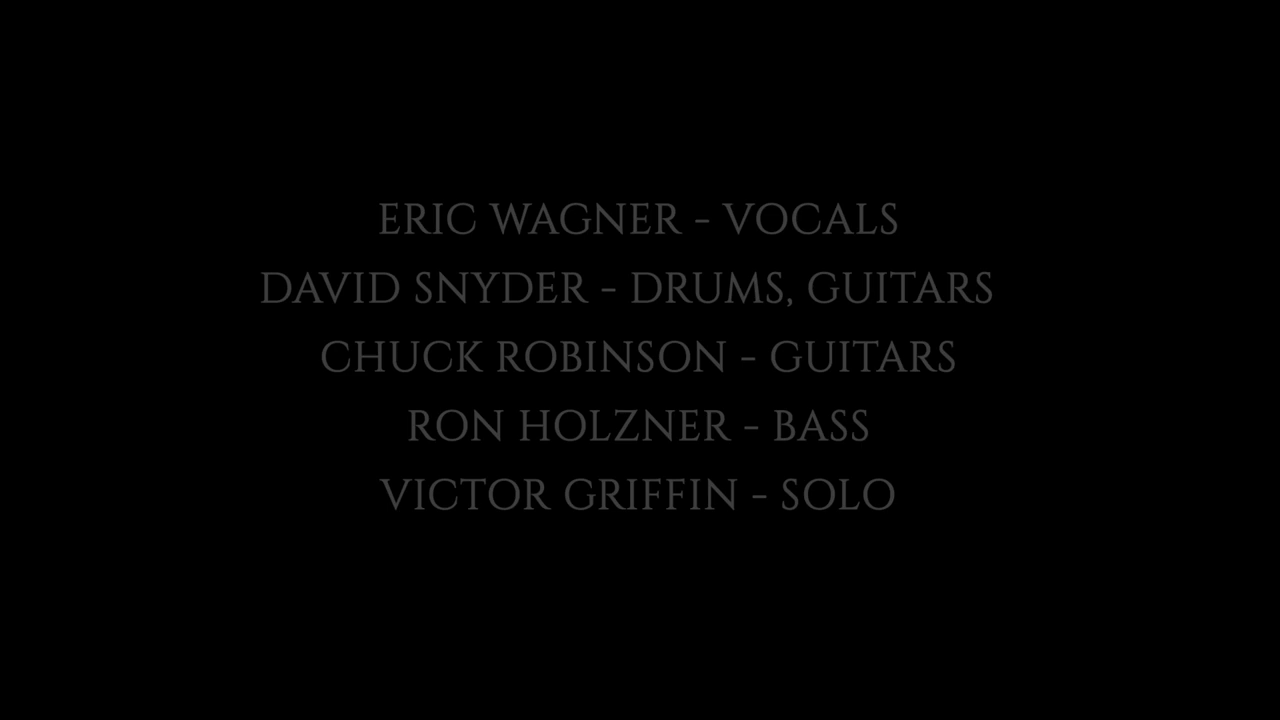 ERIC WAGNER - VOCALS
DAVID SNYDER - DRUMS, GUITARS
CHUCK ROBINSON - GUITARS
RON HOLZNER - BASS
VICTOR GRIFFIN - SOLO